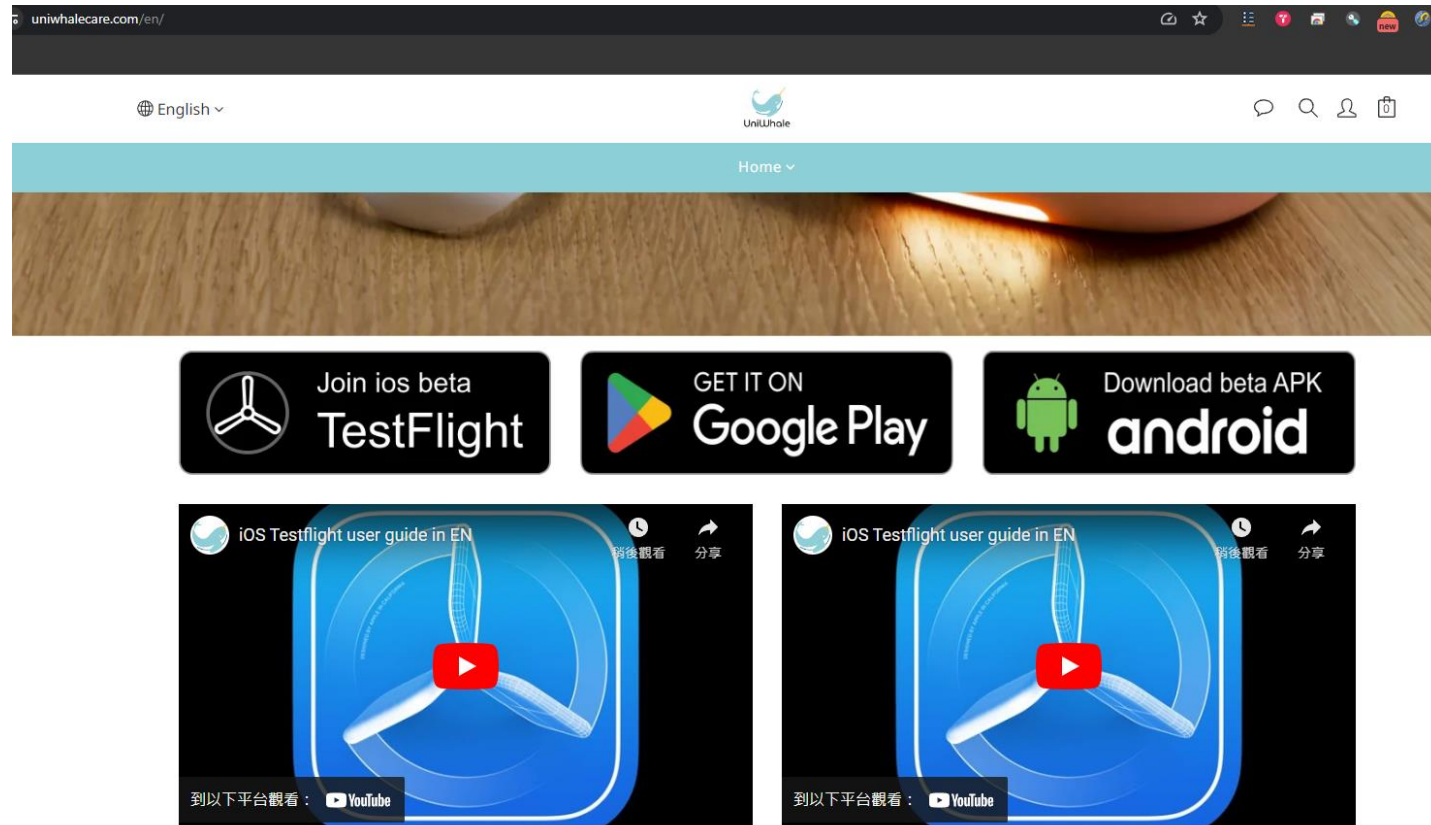 uniwhalecare.com/en/
new
English
UniWhale
0
Home
Join ios beta
TestFlight
GET IT ON
Google Play
Download beta APK
android
iOS Testflight user guide in EN
稍後觀看
分享
到以下平台觀看：
YouTube
iOS Testflight user guide in EN
稍後觀看
分享
到以下平台觀看：
YouTube